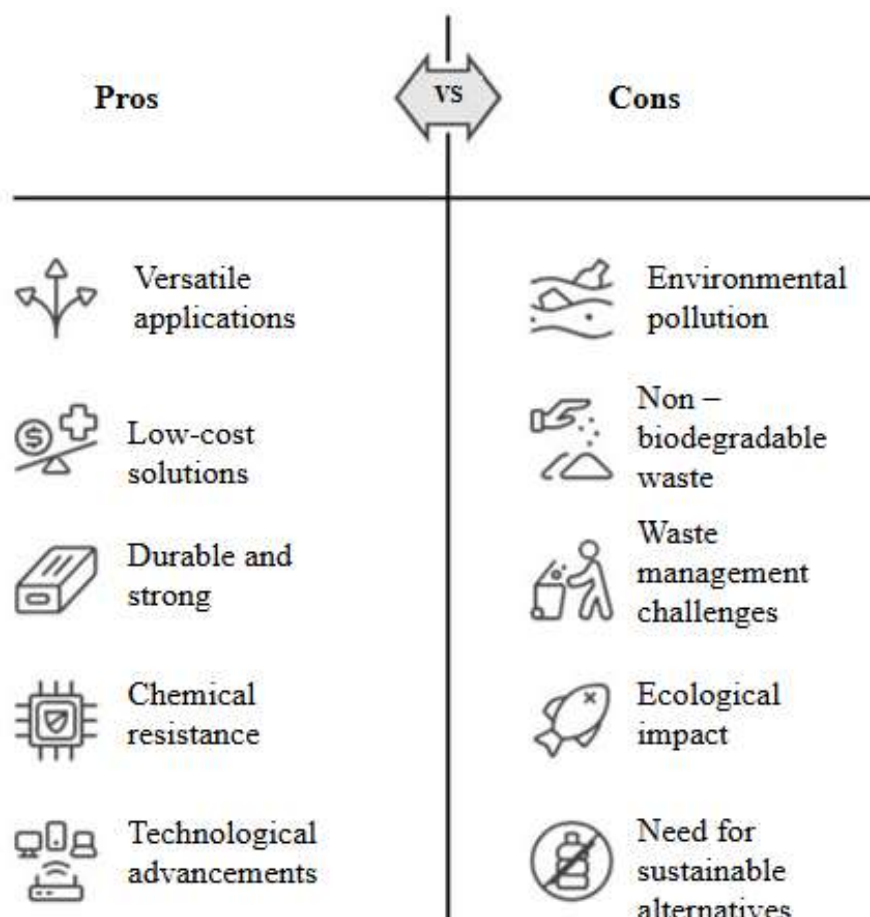 Pros
VS
Cons
Versatile
applications
Environmental
pollution
Low-cost
solutions
Non –
biodegradable
waste
Durable and
strong
Waste
management
challenges
Chemical
resistance
Ecological
impact
Technological
advancements
Need for
sustainable
alternatives